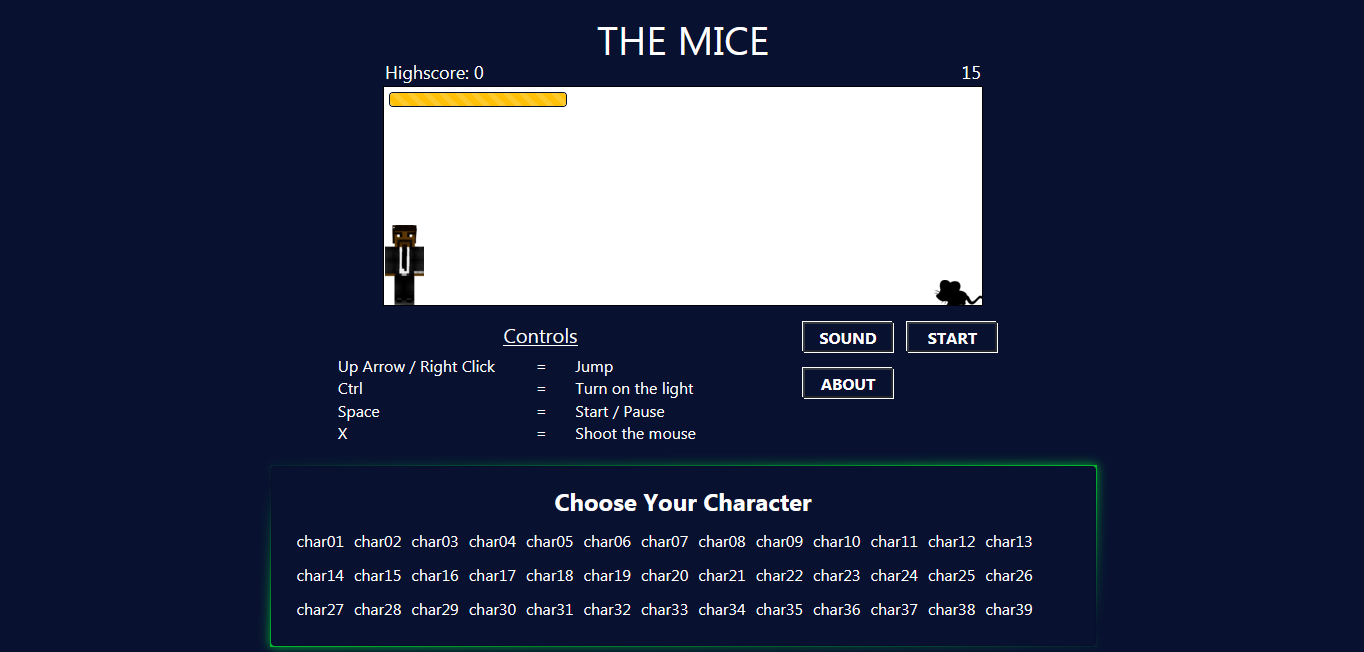 THE MICE
Highscore: 0 15
Controls
Up Arrow / Right Click = Jump
Ctrl = Turn on the light
Space = Start / Pause
X = Shoot the mouse
SOUND START
ABOUT
Choose Your Character
char01 char02 char03 char04 char05 char06 char07 char08 char09 char10 char11 char12 char13
char14 char15 char16 char17 char18 char19 char20 char21 char22 char23 char24 char25 char26
char27 char28 char29 char30 char31 char32 char33 char34 char35 char36 char37 char38 char39